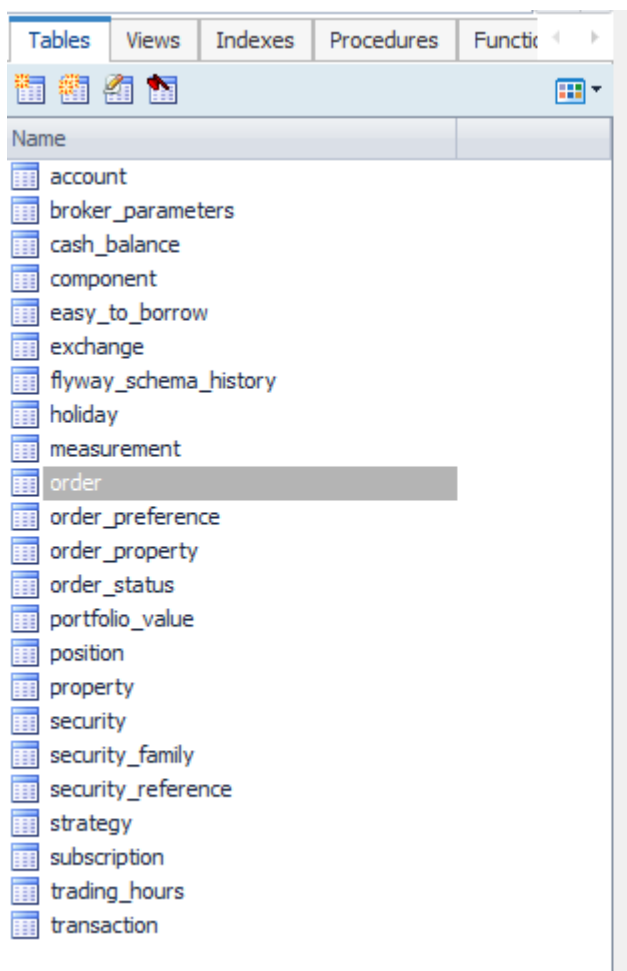 Tables Views Indexes Procedures Functic
Name
account
broker_parameters
cash_balance
component
easy_to_borrow
exchange
flyway_schema_history
holiday
measurement
order
order_preference
order_property
order_status
portfolio_value
position
property
security
security_family
security_reference
strategy
subscription
trading_hours
transaction